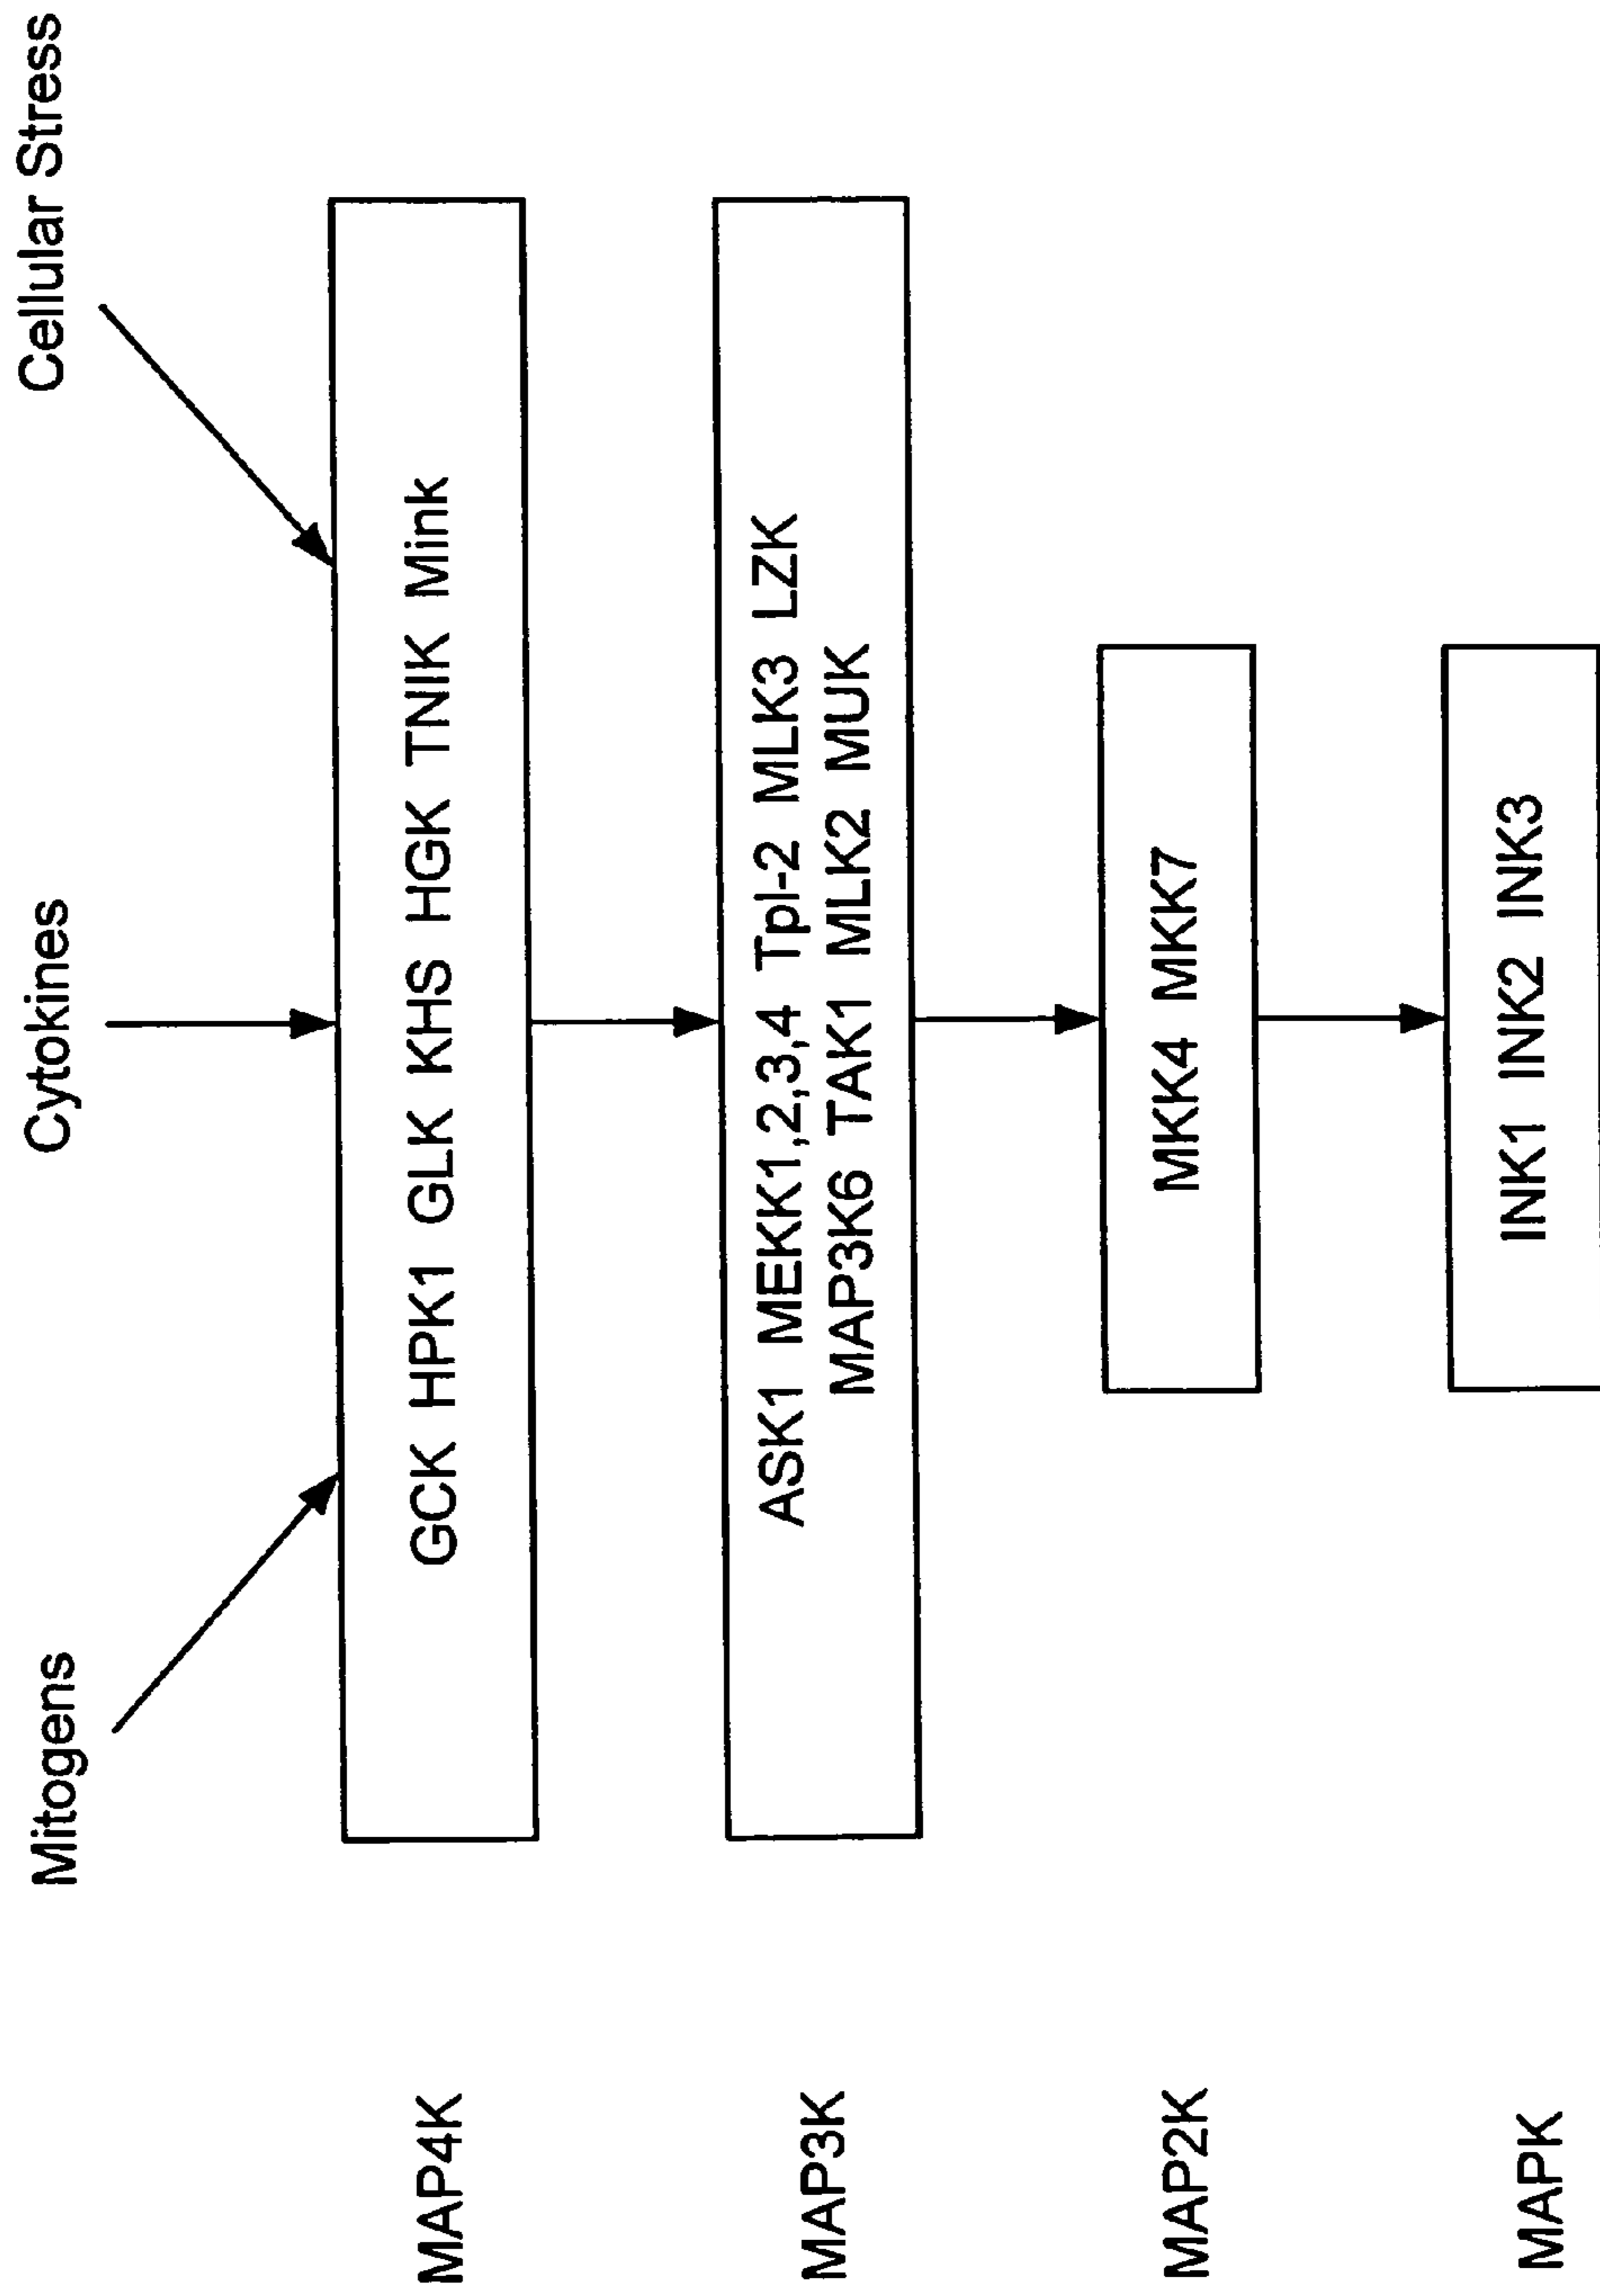 Mitogens Cytokines Cellular Stress
MAP4K GCK HPK1 GLK KHS HGK TNIK Mink
MAP3K
ASK1 MEKK1,2,3,4 Tpl-2 MLK3 LZK
MAP3K6 TAK1 MLK2 MUK
MAP2K MKK4 MKK7
MAPK INK1 INK2 INK3